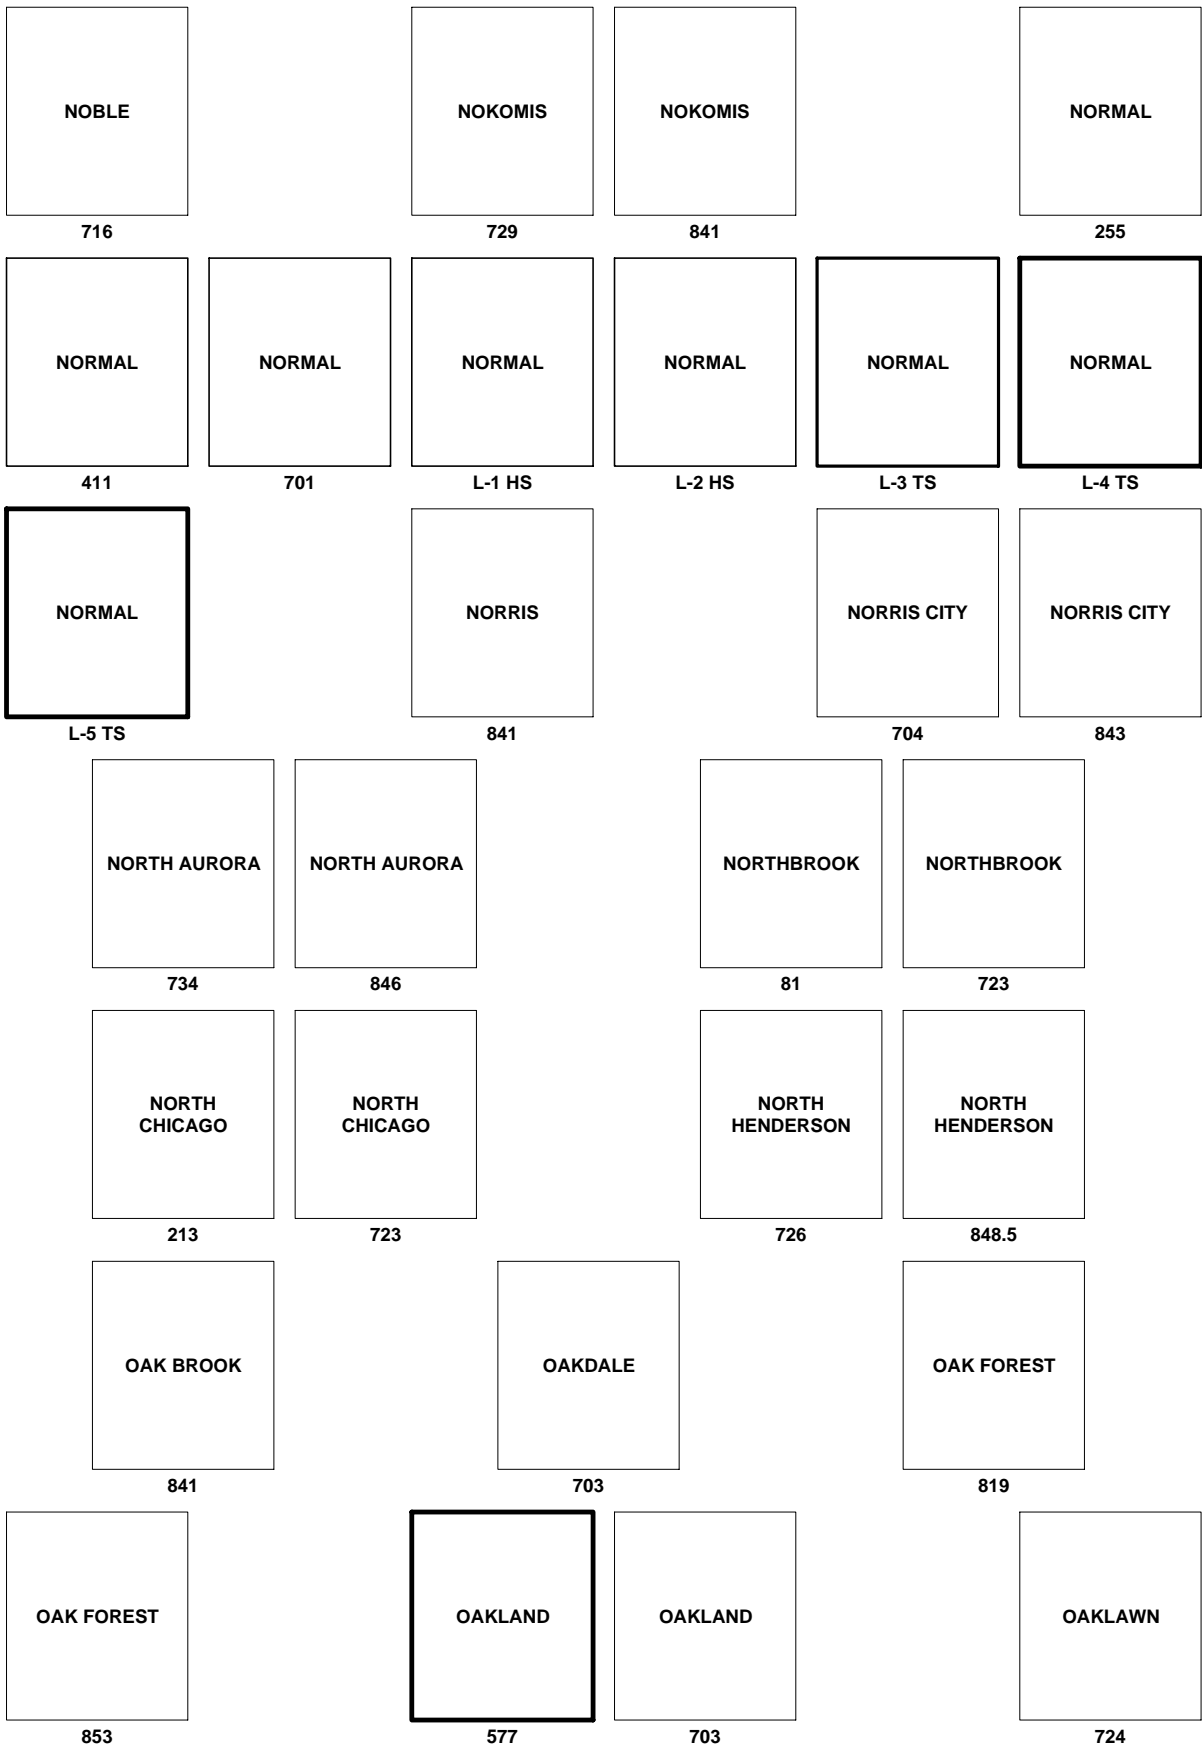 NOBLE
NOKOMIS
NOKOMIS
NORMAL
716
729
841
255
NORMAL
NORMAL
NORMAL
NORMAL
NORMAL
NORMAL
411
701
L-1 HS
L-2 HS
L-3 TS
L-4 TS
NORMAL
NORRIS
NORRIS CITY
NORRIS CITY
L-5 TS
841
704
843
NORTH AURORA
NORTH AURORA
NORTHBROOK
NORTHBROOK
734
846
81
723
NORTH
CHICAGO
NORTH
CHICAGO
NORTH
HENDERSON
NORTH
HENDERSON
213
723
726
848.5
OAK BROOK
OAKDALE
OAK FOREST
841
703
819
OAK FOREST
OAKLAND
OAKLAND
OAKLAWN
853
577
703
724